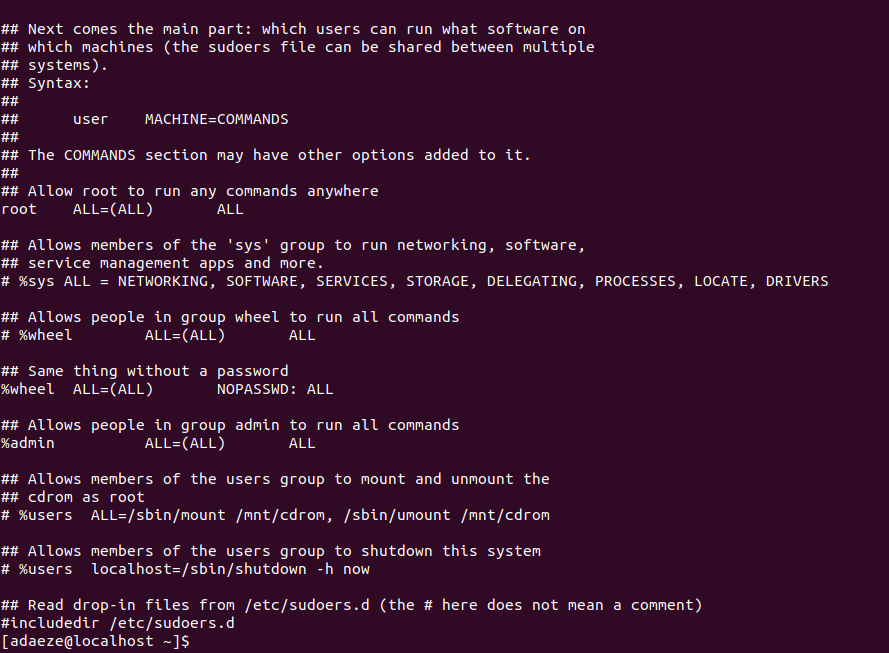 ## Next comes the main part: which users can run what software on
## which machines (the sudoers file can be shared between multiple
## systems).
## Syntax:
##
##      user    MACHINE=COMMANDS
##
## The COMMANDS section may have other options added to it.
##
## Allow root to run any commands anywhere
root    ALL=(ALL)       ALL

## Allows members of the 'sys' group to run networking, software,
## service management apps and more.
# %sys ALL = NETWORKING, SOFTWARE, SERVICES, STORAGE, DELEGATING, PROCESSES, LOCATE, DRIVERS

## Allows people in group wheel to run all commands
# %wheel        ALL=(ALL)       ALL

## Same thing without a password
%wheel  ALL=(ALL)       NOPASSWD: ALL

## Allows people in group admin to run all commands
%admin          ALL=(ALL)       ALL

## Allows members of the users group to mount and unmount the
## cdrom as root
# %users  ALL=/sbin/mount /mnt/cdrom, /sbin/umount /mnt/cdrom

## Allows members of the users group to shutdown this system
# %users  localhost=/sbin/shutdown -h now

## Read drop-in files from /etc/sudoers.d (the # here does not mean a comment)
#includedir /etc/sudoers.d
[adaeze@localhost ~]$